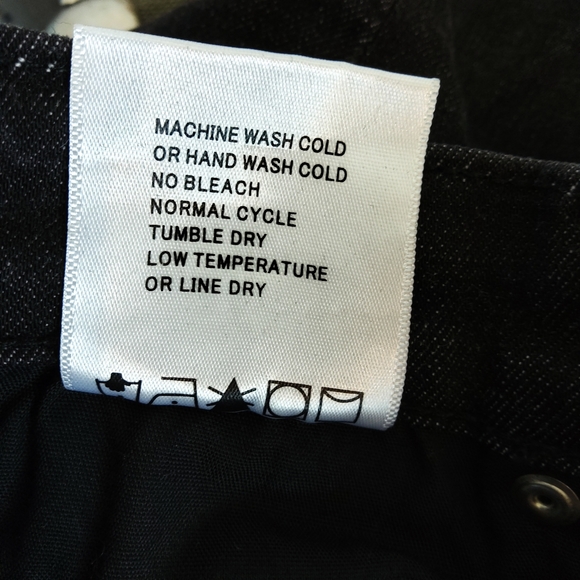 MACHINE WASH COLD
OR HAND WASH COLD
NO BLEACH
NORMAL CYCLE
TUMBLE DRY
LOW TEMPERATURE
OR LINE DRY